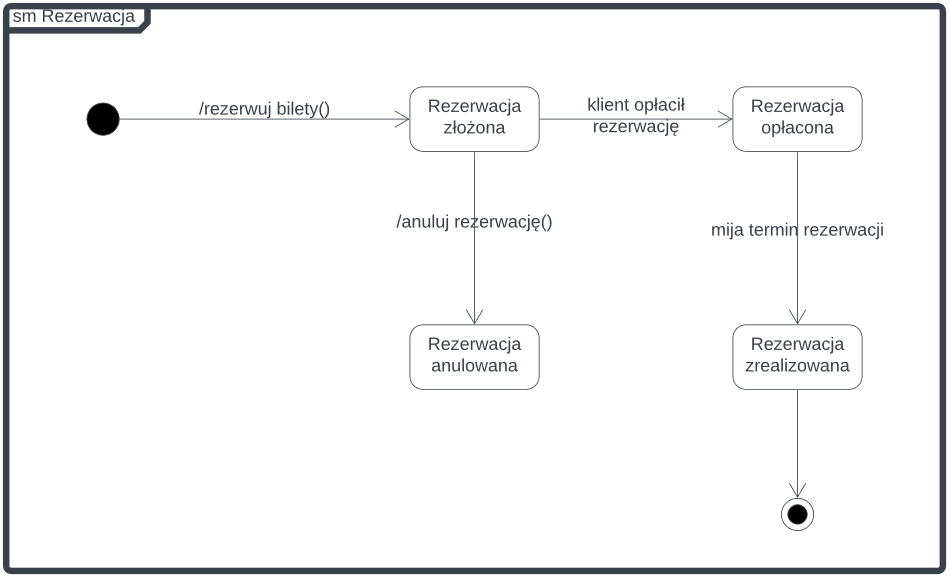 sm Rezerwacja
/rezerwuj bilety()
Rezerwacja
złożona
klient opłacił
rezerwację
Rezerwacja
opłacona
/anuluj rezerwację()
mija termin rezerwacji
Rezerwacja
anulowana
Rezerwacja
zrealizowana